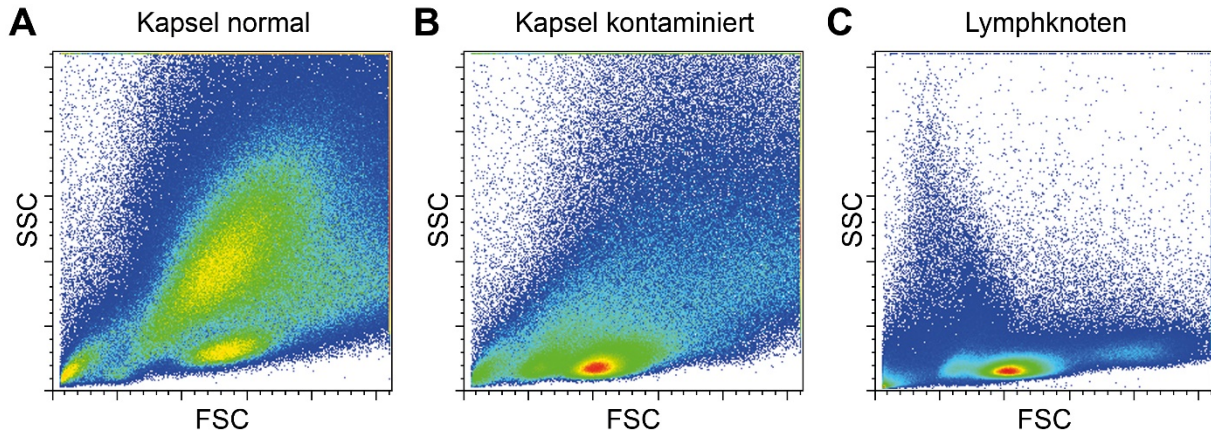 A Kapsel normal
B Kapsel kontaminiert
C Lymphknoten
SSC
FSC
SSC
FSC
SSC
FSC